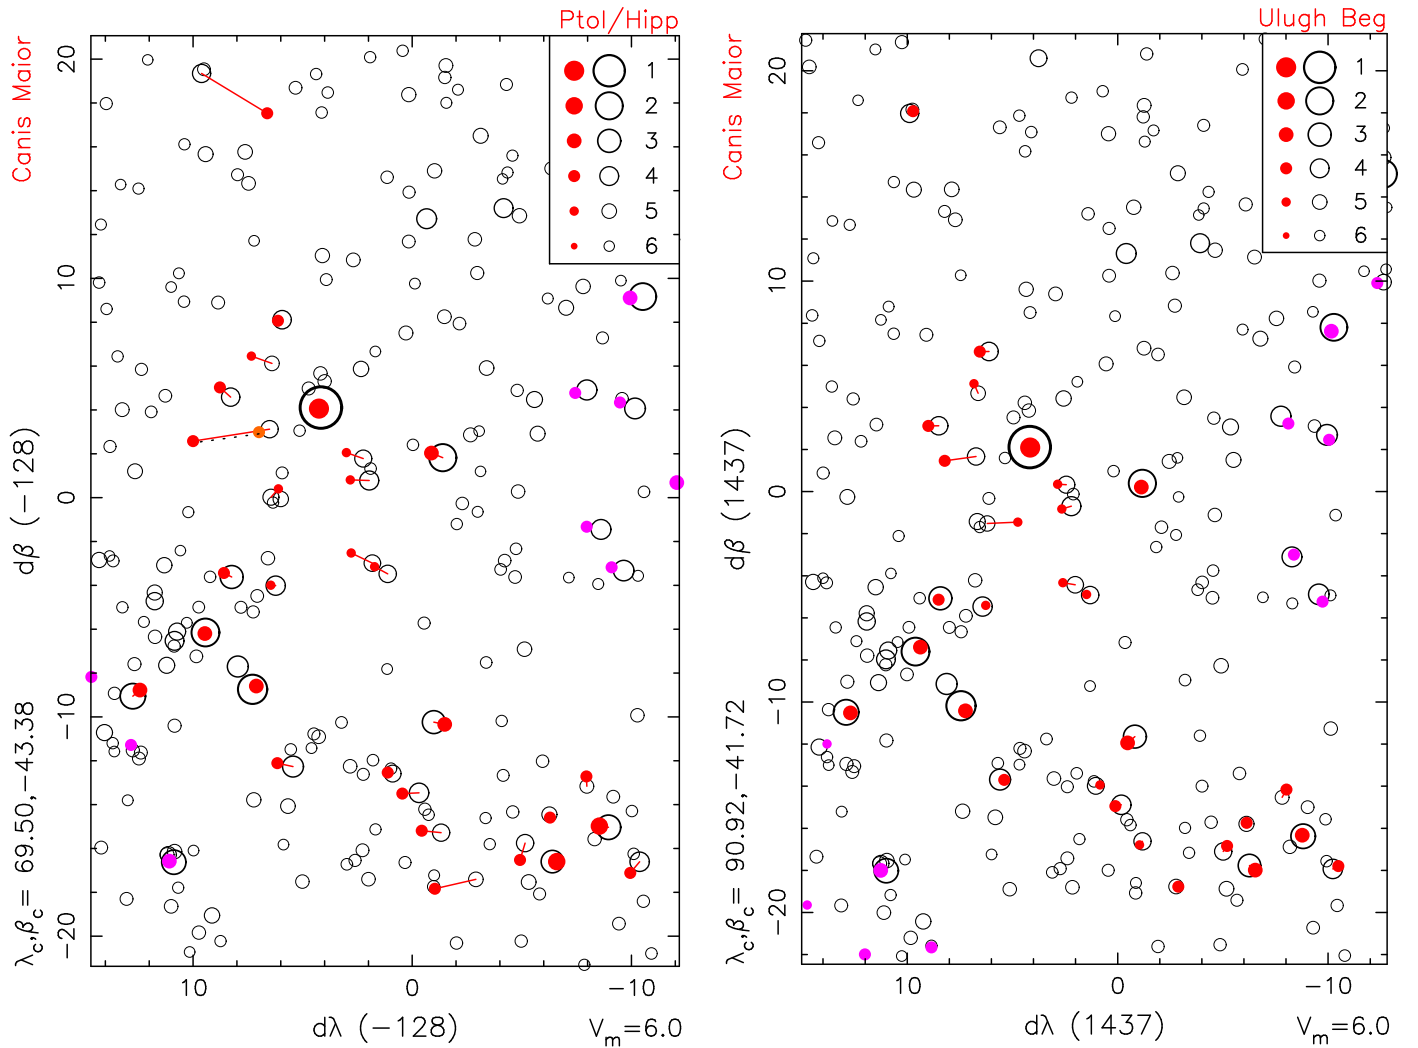 Ptol/Hipp
Canis Maior
1
2
3
4
5
6
20
10
0
−10
−20
dβ (−128)
λc,βc= 69.50,−43.38
10
0
−10
dλ (−128)
Vm=6.0
Ulugh Beg
Canis Maior
1
2
3
4
5
6
20
10
0
−10
−20
dβ (1437)
λc,βc= 90.92,−41.72
10
0
−10
dλ (1437)
Vm=6.0